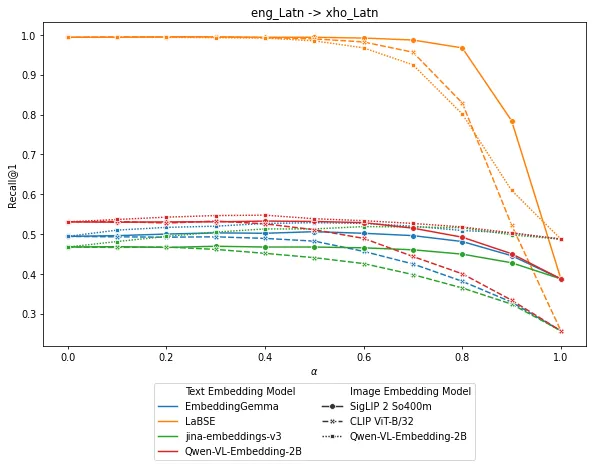 eng_Latn -> xho_Latn
Recall@1
1.0
0.9
0.8
0.7
0.6
0.5
0.4
0.3
0.0 0.2 0.4 0.6 0.8 1.0
α
Text Embedding Model
EmbeddingGemma
LaBSE
jina-embeddings-v3
Qwen-VL-Embedding-2B
Image Embedding Model
SigLIP 2 So400m
CLIP ViT-B/32
Qwen-VL-Embedding-2B